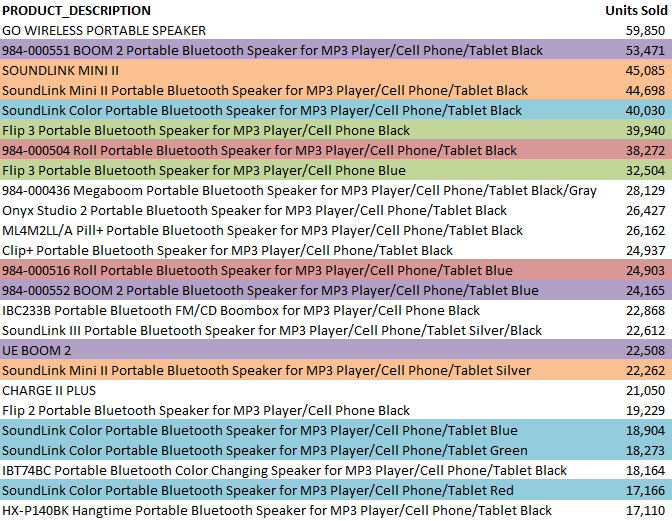 PRODUCT_DESCRIPTION Units Sold
GO WIRELESS PORTABLE SPEAKER 59,850
984-000551 BOOM 2 Portable Bluetooth Speaker for MP3 Player/Cell Phone/Tablet Black 53,471
SOUNDLINK MINI II 45,085
SoundLink Mini II Portable Bluetooth Speaker for MP3 Player/Cell Phone/Tablet Black 44,698
SoundLink Color Portable Bluetooth Speaker for MP3 Player/Cell Phone/Tablet Black 40,030
Flip 3 Portable Bluetooth Speaker for MP3 Player/Cell Phone Black 39,940
984-000504 Roll Portable Bluetooth Speaker for MP3 Player/Cell Phone/Tablet Black 38,272
Flip 3 Portable Bluetooth Speaker for MP3 Player/Cell Phone Blue 32,504
984-000436 Megaboom Portable Bluetooth Speaker for MP3 Player/Cell Phone/Tablet Black/Gray 28,129
Onyx Studio 2 Portable Bluetooth Speaker for MP3 Player/Cell Phone/Tablet Black 26,427
ML4M2LL/A Pill+ Portable Bluetooth Speaker for MP3 Player/Cell Phone/Tablet Black 26,162
Clip+ Portable Bluetooth Speaker for MP3 Player/Cell Phone/Tablet Black 24,937
984-000516 Roll Portable Bluetooth Speaker for MP3 Player/Cell Phone/Tablet Blue 24,903
984-000552 BOOM 2 Portable Bluetooth Speaker for MP3 Player/Cell Phone/Tablet Blue 24,165
IBC233B Portable Bluetooth FM/CD Boombox for MP3 Player/Cell Phone Black 22,868
SoundLink III Portable Bluetooth Speaker for MP3 Player/Cell Phone/Tablet Silver/Black 22,612
UE BOOM 2 22,508
SoundLink Mini II Portable Bluetooth Speaker for MP3 Player/Cell Phone/Tablet Silver 22,262
CHARGE II PLUS 21,050
Flip 2 Portable Bluetooth Speaker for MP3 Player/Cell Phone Black 19,229
SoundLink Color Portable Bluetooth Speaker for MP3 Player/Cell Phone/Tablet Blue 18,904
SoundLink Color Portable Bluetooth Speaker for MP3 Player/Cell Phone/Tablet Green 18,273
IBT74BC Portable Bluetooth Color Changing Speaker for MP3 Player/Cell Phone/Tablet Black 18,164
SoundLink Color Portable Bluetooth Speaker for MP3 Player/Cell Phone/Tablet Red 17,166
HX-P140BK Hangtime Portable Bluetooth Speaker for MP3 Player/Cell Phone/Tablet Black 17,110